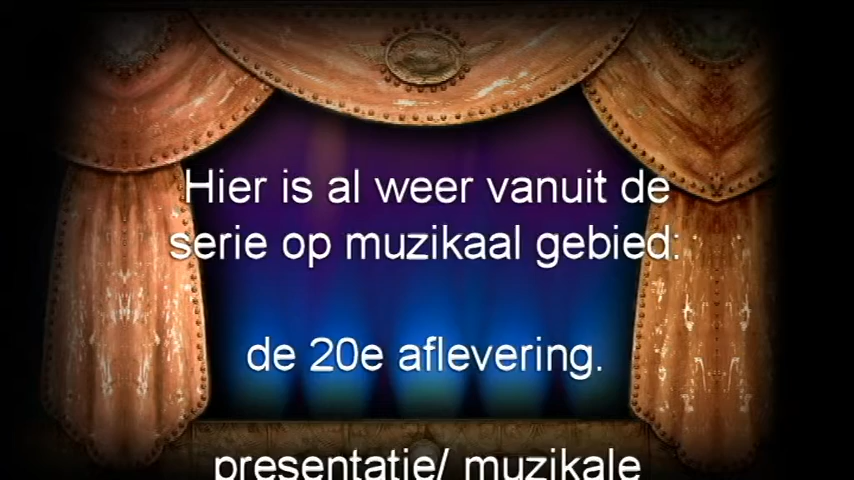 Hier is al weer vanuit de
serie op muzikaal gebied:
de 20e aflevering.
presentatie/ muzikale